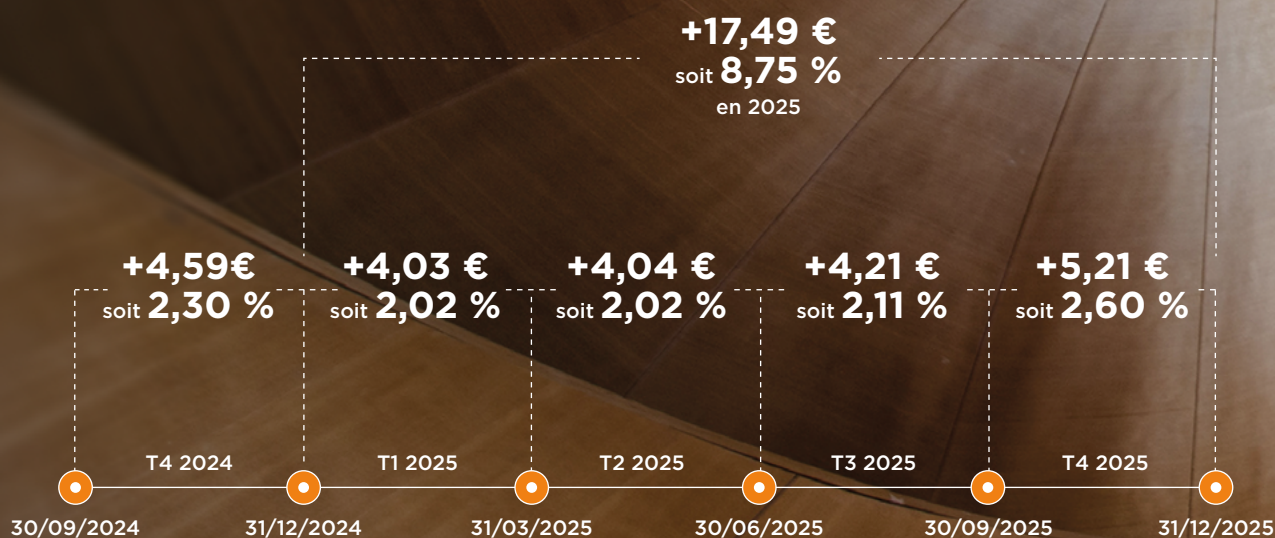 +17,49 €
soit 8,75 %
en 2025
+4,59€
soit 2,30 %
+4,03 €
soit 2,02 %
+4,04 €
soit 2,02 %
+4,21 €
soit 2,11 %
+5,21 €
soit 2,60 %
T4 2024
T1 2025
T2 2025
T3 2025
T4 2025
30/09/2024
31/12/2024
31/03/2025
30/06/2025
30/09/2025
31/12/2025